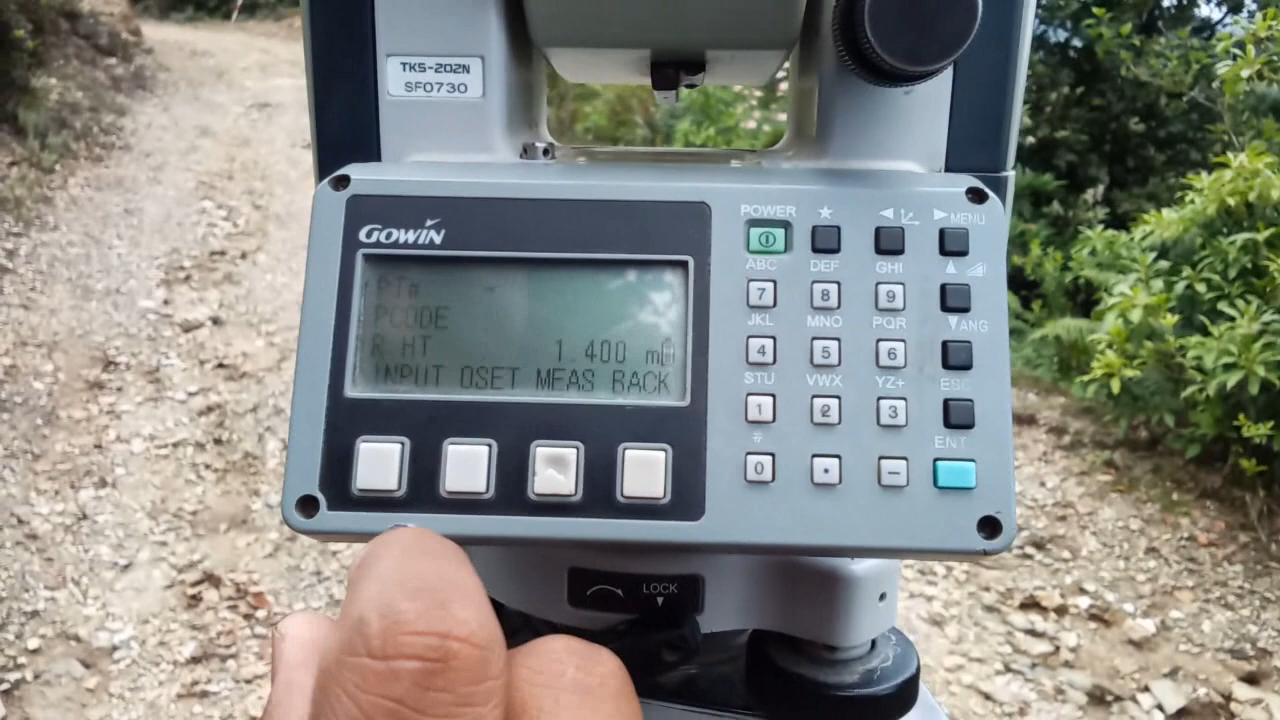 TKS-202N
SF0730
GOWIN
PT#
PCODE
R HT 1.400 m
INPUT OSET MEAS BACK
POWER ★ ◀ ▶ MENU
ABC DEF GHI ▲
7 8 9
JKL MNO PQR ▼ ANG
4 5 6
STU VWX YZ+ ESC
1 2 3
# ENT
0 • —
LOCK
▼